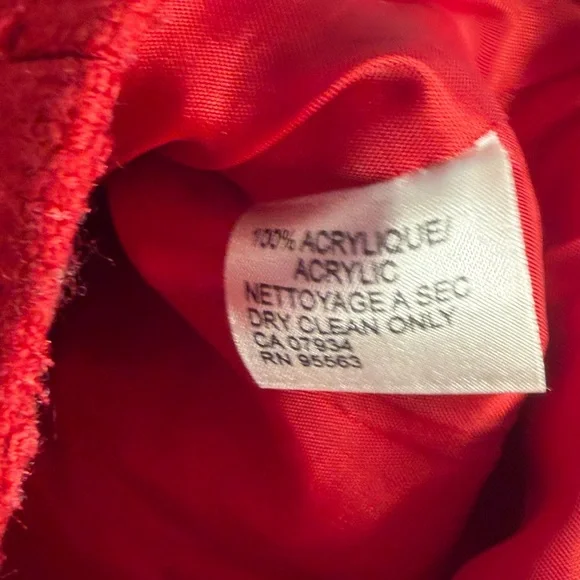 100% ACRYLIQUE/
ACRYLIC
NETTOYAGE A SEC
DRY CLEAN ONLY
CA 07934
RN 95563